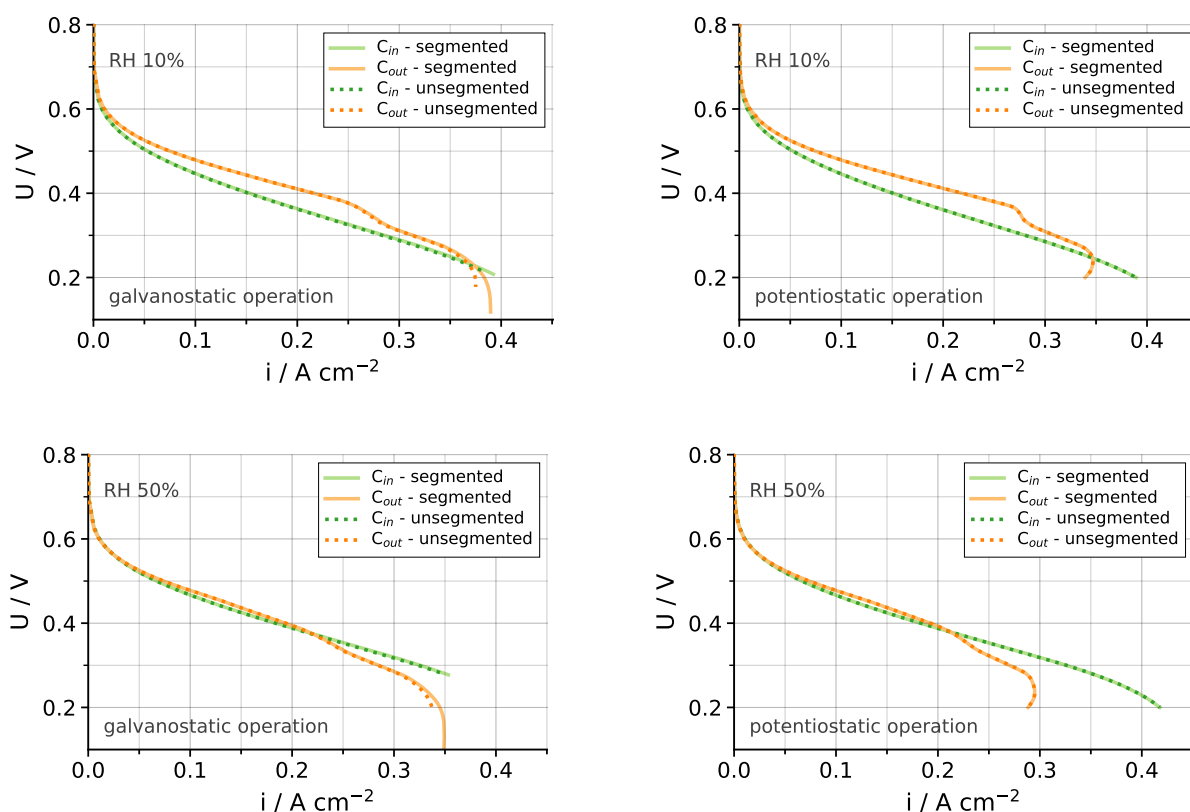 0.8
0.6
0.4
0.2
U / V
RH 10%
C_in - segmented
C_out - segmented
C_in - unsegmented
C_out - unsegmented
galvanostatic operation
0.0 0.1 0.2 0.3 0.4
i / A cm⁻²
0.8
0.6
0.4
0.2
U / V
RH 10%
C_in - segmented
C_out - segmented
C_in - unsegmented
C_out - unsegmented
potentiostatic operation
0.0 0.1 0.2 0.3 0.4
i / A cm⁻²
0.8
0.6
0.4
0.2
U / V
RH 50%
C_in - segmented
C_out - segmented
C_in - unsegmented
C_out - unsegmented
galvanostatic operation
0.0 0.1 0.2 0.3 0.4
i / A cm⁻²
0.8
0.6
0.4
0.2
U / V
RH 50%
C_in - segmented
C_out - segmented
C_in - unsegmented
C_out - unsegmented
potentiostatic operation
0.0 0.1 0.2 0.3 0.4
i / A cm⁻²